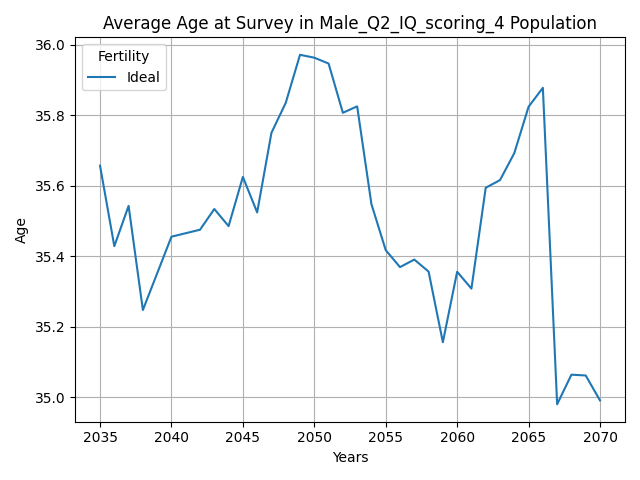 Average Age at Survey in Male_Q2_IQ_scoring_4 Population
Fertility
Ideal
36.0
35.8
35.6
35.4
35.2
35.0
Age
2035 2040 2045 2050 2055 2060 2065 2070
Years